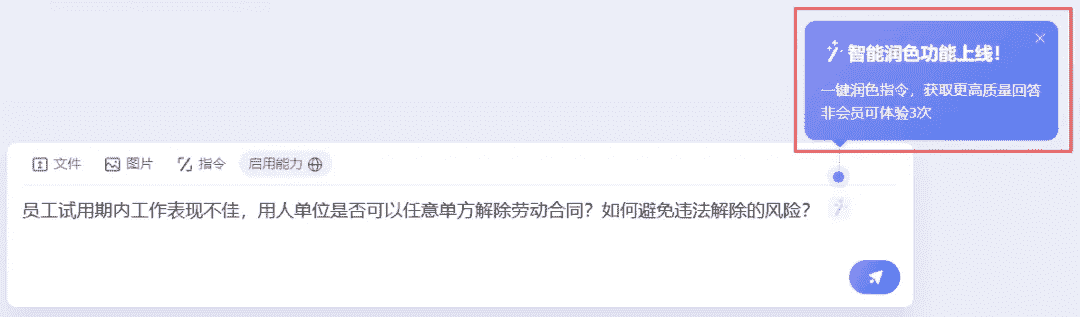 智能润色功能上线！
一键润色指令，获取更高质量回答
非会员可体验3次
文件 图片 指令 启用能力
员工试用期内工作表现不佳，用人单位是否可以任意单方解除劳动合同？如何避免违法解除的风险？